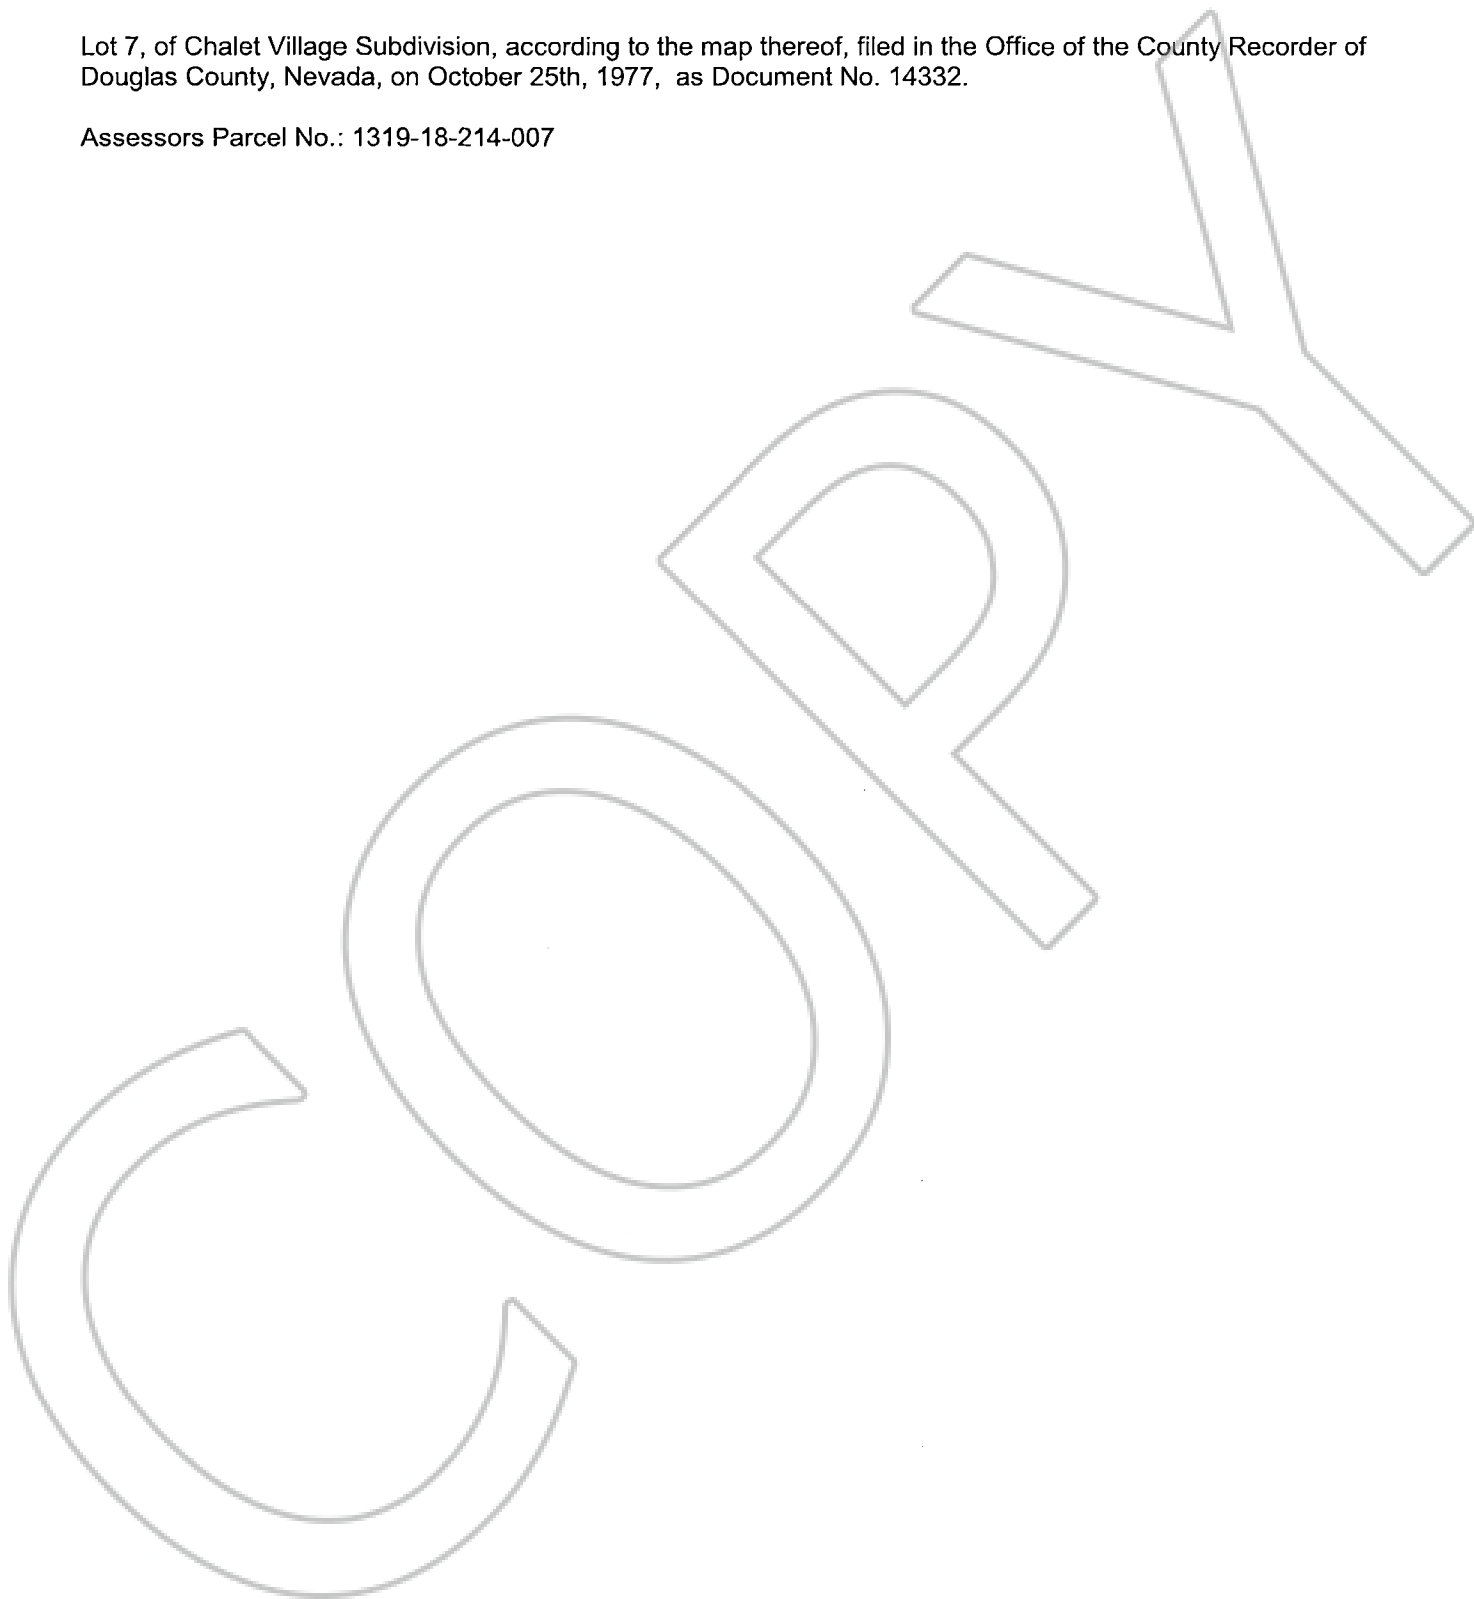 Lot 7, of Chalet Village Subdivision, according to the map thereof, filed in the Office of the County Recorder of
Douglas County, Nevada, on October 25th, 1977,  as Document No. 14332.
Assessors Parcel No.: 1319-18-214-007
COPY